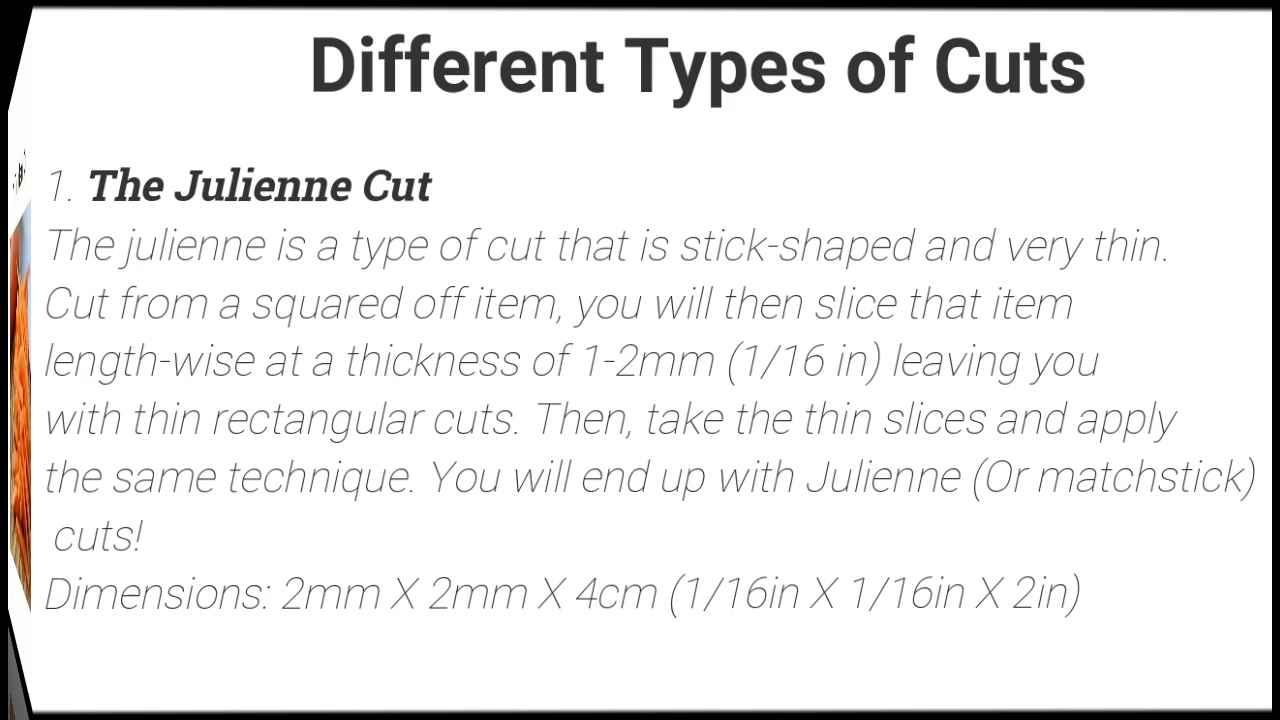 Different Types of Cuts
1. The Julienne Cut
The julienne is a type of cut that is stick-shaped and very thin.
Cut from a squared off item, you will then slice that item
length-wise at a thickness of 1-2mm (1/16 in) leaving you
with thin rectangular cuts. Then, take the thin slices and apply
the same technique. You will end up with Julienne (Or matchstick)
cuts!
Dimensions: 2mm X 2mm X 4cm (1/16in X 1/16in X 2in)